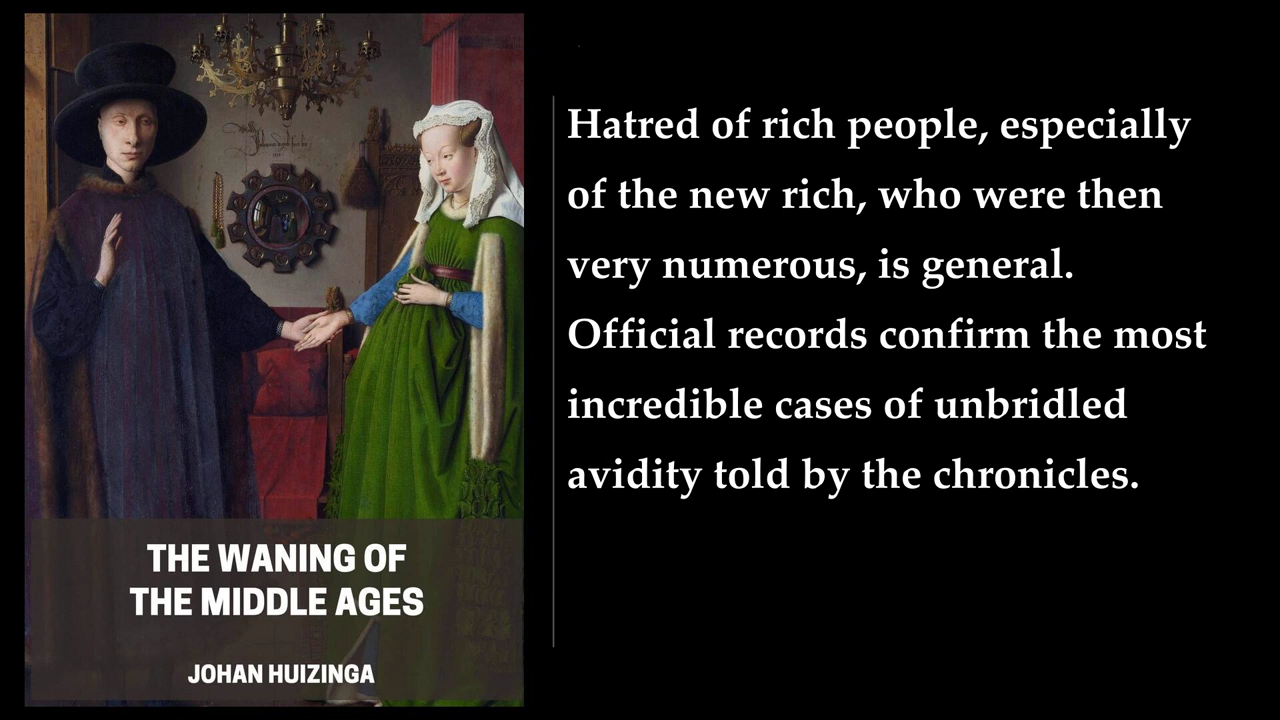 THE WANING OF
THE MIDDLE AGES
JOHAN HUIZINGA
Hatred of rich people, especially
of the new rich, who were then
very numerous, is general.
Official records confirm the most
incredible cases of unbridled
avidity told by the chronicles.